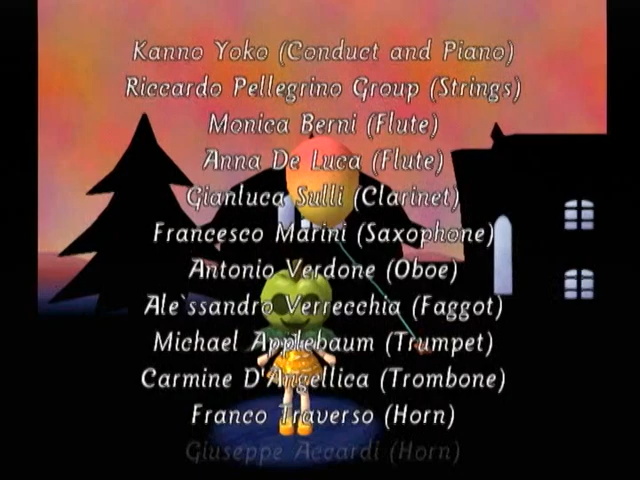 Kanno Yoko (Conduct and Piano)
Riccardo Pellegrino Group (Strings)
Monica Berni (Flute)
Anna De Luca (Flute)
Gianluca Sulli (Clarinet)
Francesco Marini (Saxophone)
Antonio Verdone (Oboe)
Ale`ssandro Verrecchia (Faggot)
Michael Applebaum (Trumpet)
Carmine D'Angellica (Trombone)
Franco Traverso (Horn)
Giuseppe Accardi (Horn)